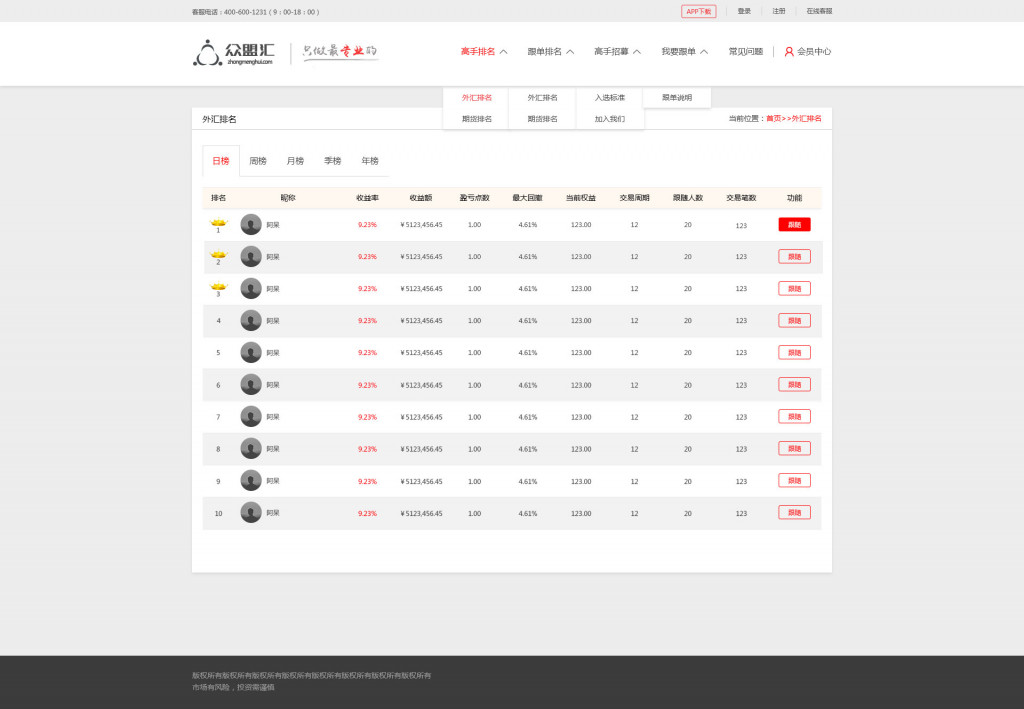 客服电话：400-600-1231（9：00-18：00） APP下载 登录 注册 在线客服
众盟汇 zhongmenghui.com 只做最专业的 高手排名 跟单排名 高手招募 我要跟单 常见问题 会员中心
外汇排名 外汇排名 入选标准 跟单说明
期货排名 期货排名 加入我们
外汇排名 当前位置：首页>>外汇排名
日榜 周榜 月榜 季榜 年榜
排名 昵称 收益率 收益额 盈亏点数 最大回撤 当前权益 交易周期 跟随人数 交易笔数 功能
1 阿呆 9.23% ￥5123,456.45 1.00 4.61% 123.00 12 20 123 跟随
2 阿呆 9.23% ￥5123,456.45 1.00 4.61% 123.00 12 20 123 跟随
3 阿呆 9.23% ￥5123,456.45 1.00 4.61% 123.00 12 20 123 跟随
4 阿呆 9.23% ￥5123,456.45 1.00 4.61% 123.00 12 20 123 跟随
5 阿呆 9.23% ￥5123,456.45 1.00 4.61% 123.00 12 20 123 跟随
6 阿呆 9.23% ￥5123,456.45 1.00 4.61% 123.00 12 20 123 跟随
7 阿呆 9.23% ￥5123,456.45 1.00 4.61% 123.00 12 20 123 跟随
8 阿呆 9.23% ￥5123,456.45 1.00 4.61% 123.00 12 20 123 跟随
9 阿呆 9.23% ￥5123,456.45 1.00 4.61% 123.00 12 20 123 跟随
10 阿呆 9.23% ￥5123,456.45 1.00 4.61% 123.00 12 20 123 跟随
版权所有版权所有版权所有版权所有版权所有版权所有版权所有版权所有
市场有风险，投资需谨慎